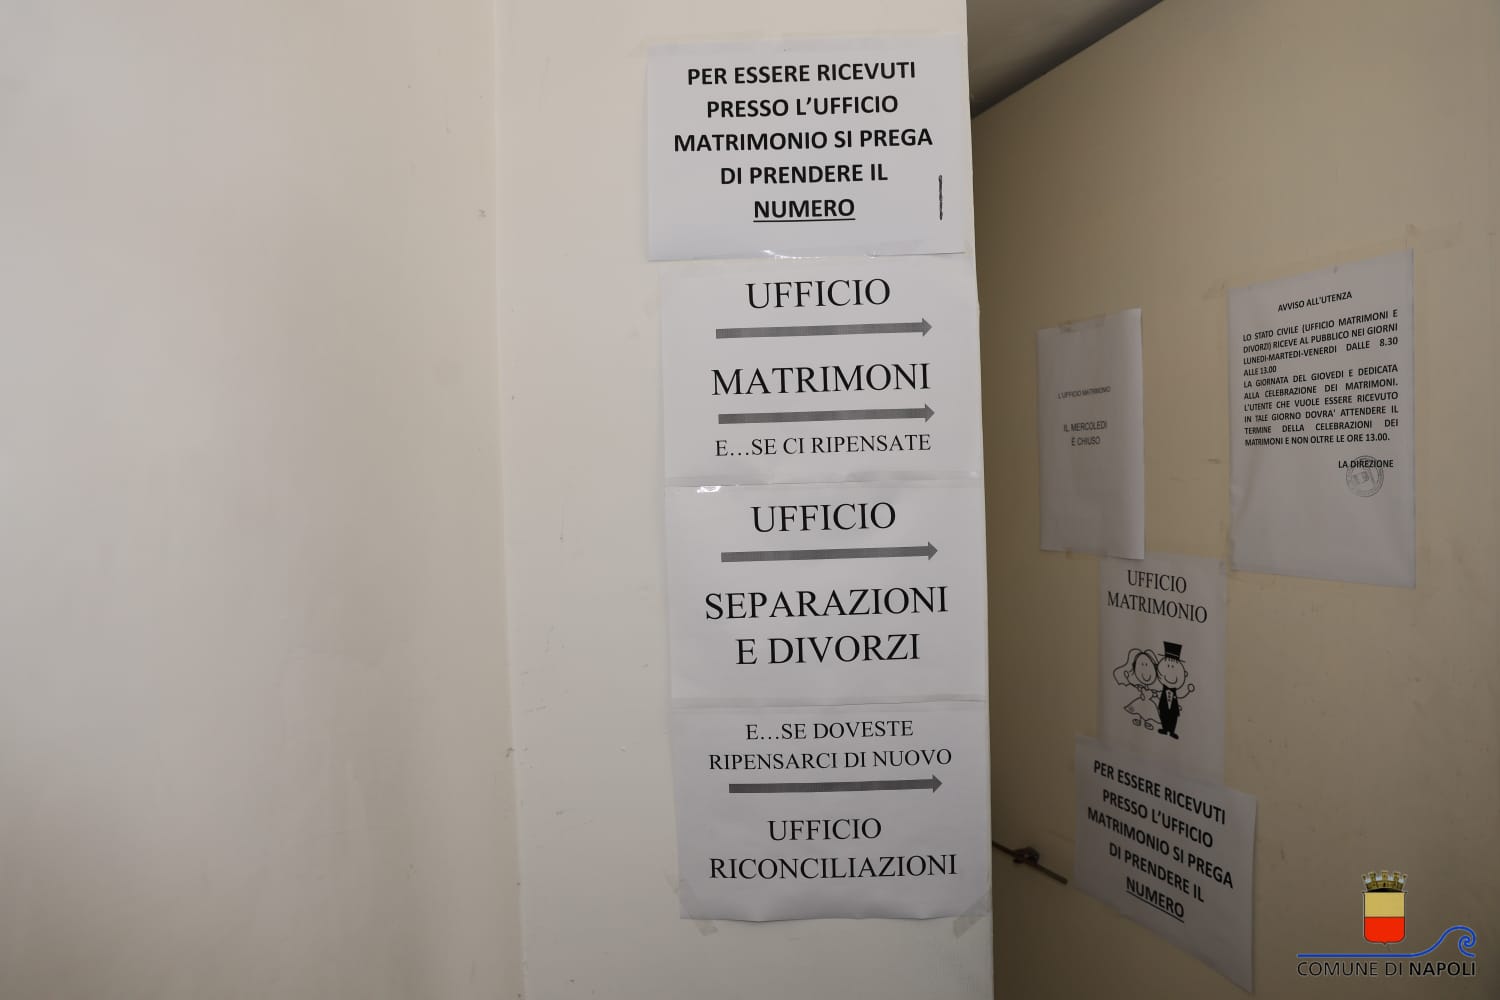 PER ESSERE RICEVUTI
PRESSO L'UFFICIO
MATRIMONIO SI PREGA
DI PRENDERE IL
NUMERO
UFFICIO
MATRIMONI
E...SE CI RIPENSATE
UFFICIO
SEPARAZIONI
E DIVORZI
E...SE DOVESTE
RIPENSARCI DI NUOVO
UFFICIO
RICONCILIAZIONI
L'UFFICIO MATRIMONIO
IL MERCOLEDI
È CHIUSO
AVVISO ALL'UTENZA
LO STATO CIVILE (UFFICIO MATRIMONI E
DIVORZI) RICEVE AL PUBBLICO NEI GIORNI
LUNEDI-MARTEDI-VENERDI DALLE 8.30
ALLE 13.00
LA GIORNATA DEL GIOVEDI E DEDICATA
ALLA CELEBRAZIONE DEI MATRIMONI.
L'UTENTE CHE VUOLE ESSERE RICEVUTO
IN TALE GIORNO DOVRA' ATTENDERE IL
TERMINE DELLA CELEBRAZIONI DEI
MATRIMONI E NON OLTRE LE ORE 13.00.
LA DIREZIONE
UFFICIO
MATRIMONIO
PER ESSERE RICEVUTI
PRESSO L'UFFICIO
MATRIMONIO SI PREGA
DI PRENDERE IL
NUMERO
COMUNE DI NAPOLI